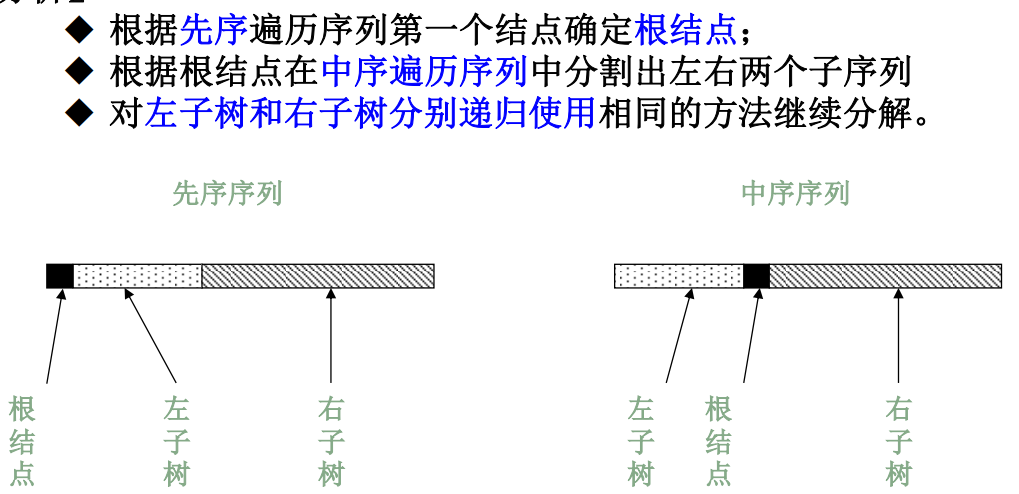 ◆ 根据先序遍历序列第一个结点确定根结点；
◆ 根据根结点在中序遍历序列中分割出左右两个子序列
◆ 对左子树和右子树分别递归使用相同的方法继续分解。
先序序列
中序序列
根结点
左子树
右子树
左子树
根结点
右子树